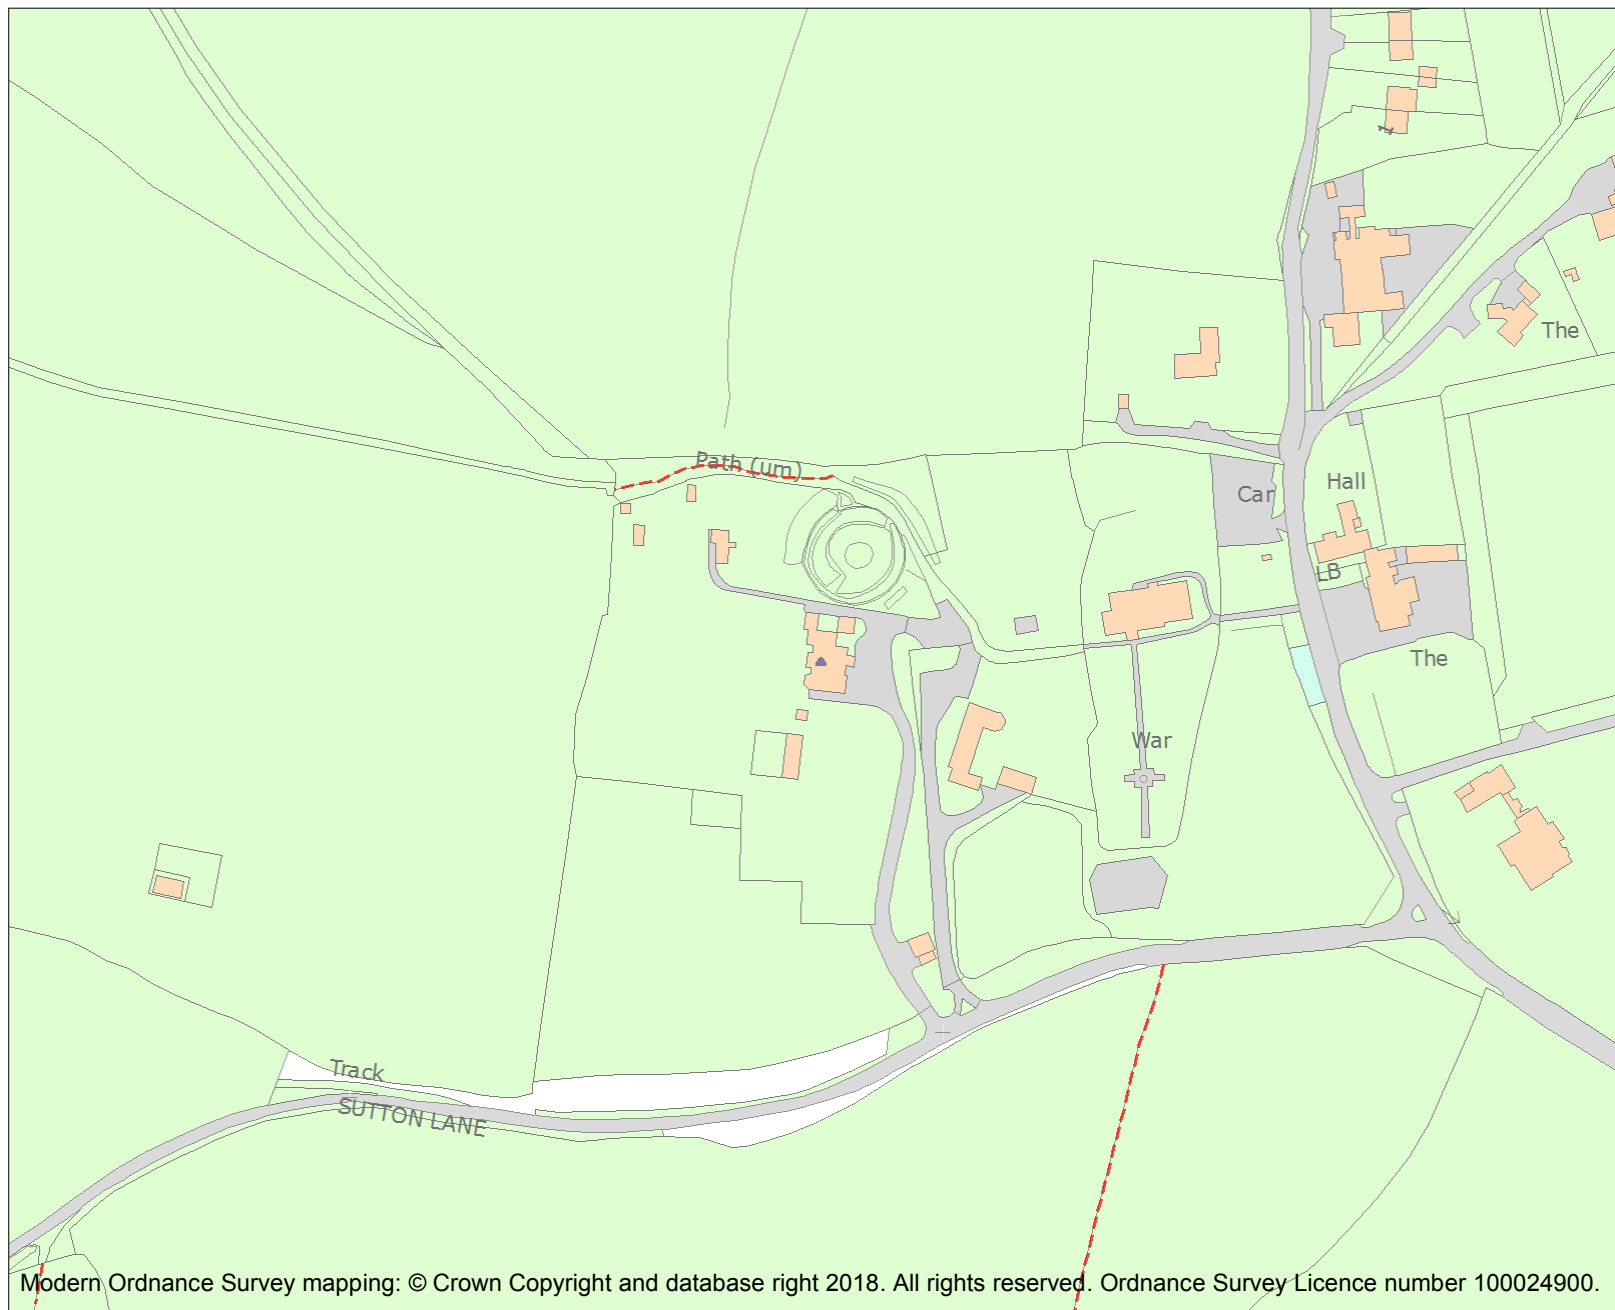 1
The
Path (um)
Car
Hall
LB
The
War
Track
SUTTON LANE
Modern Ordnance Survey mapping: © Crown Copyright and database right 2018. All rights reserved. Ordnance Survey Licence number 100024900.